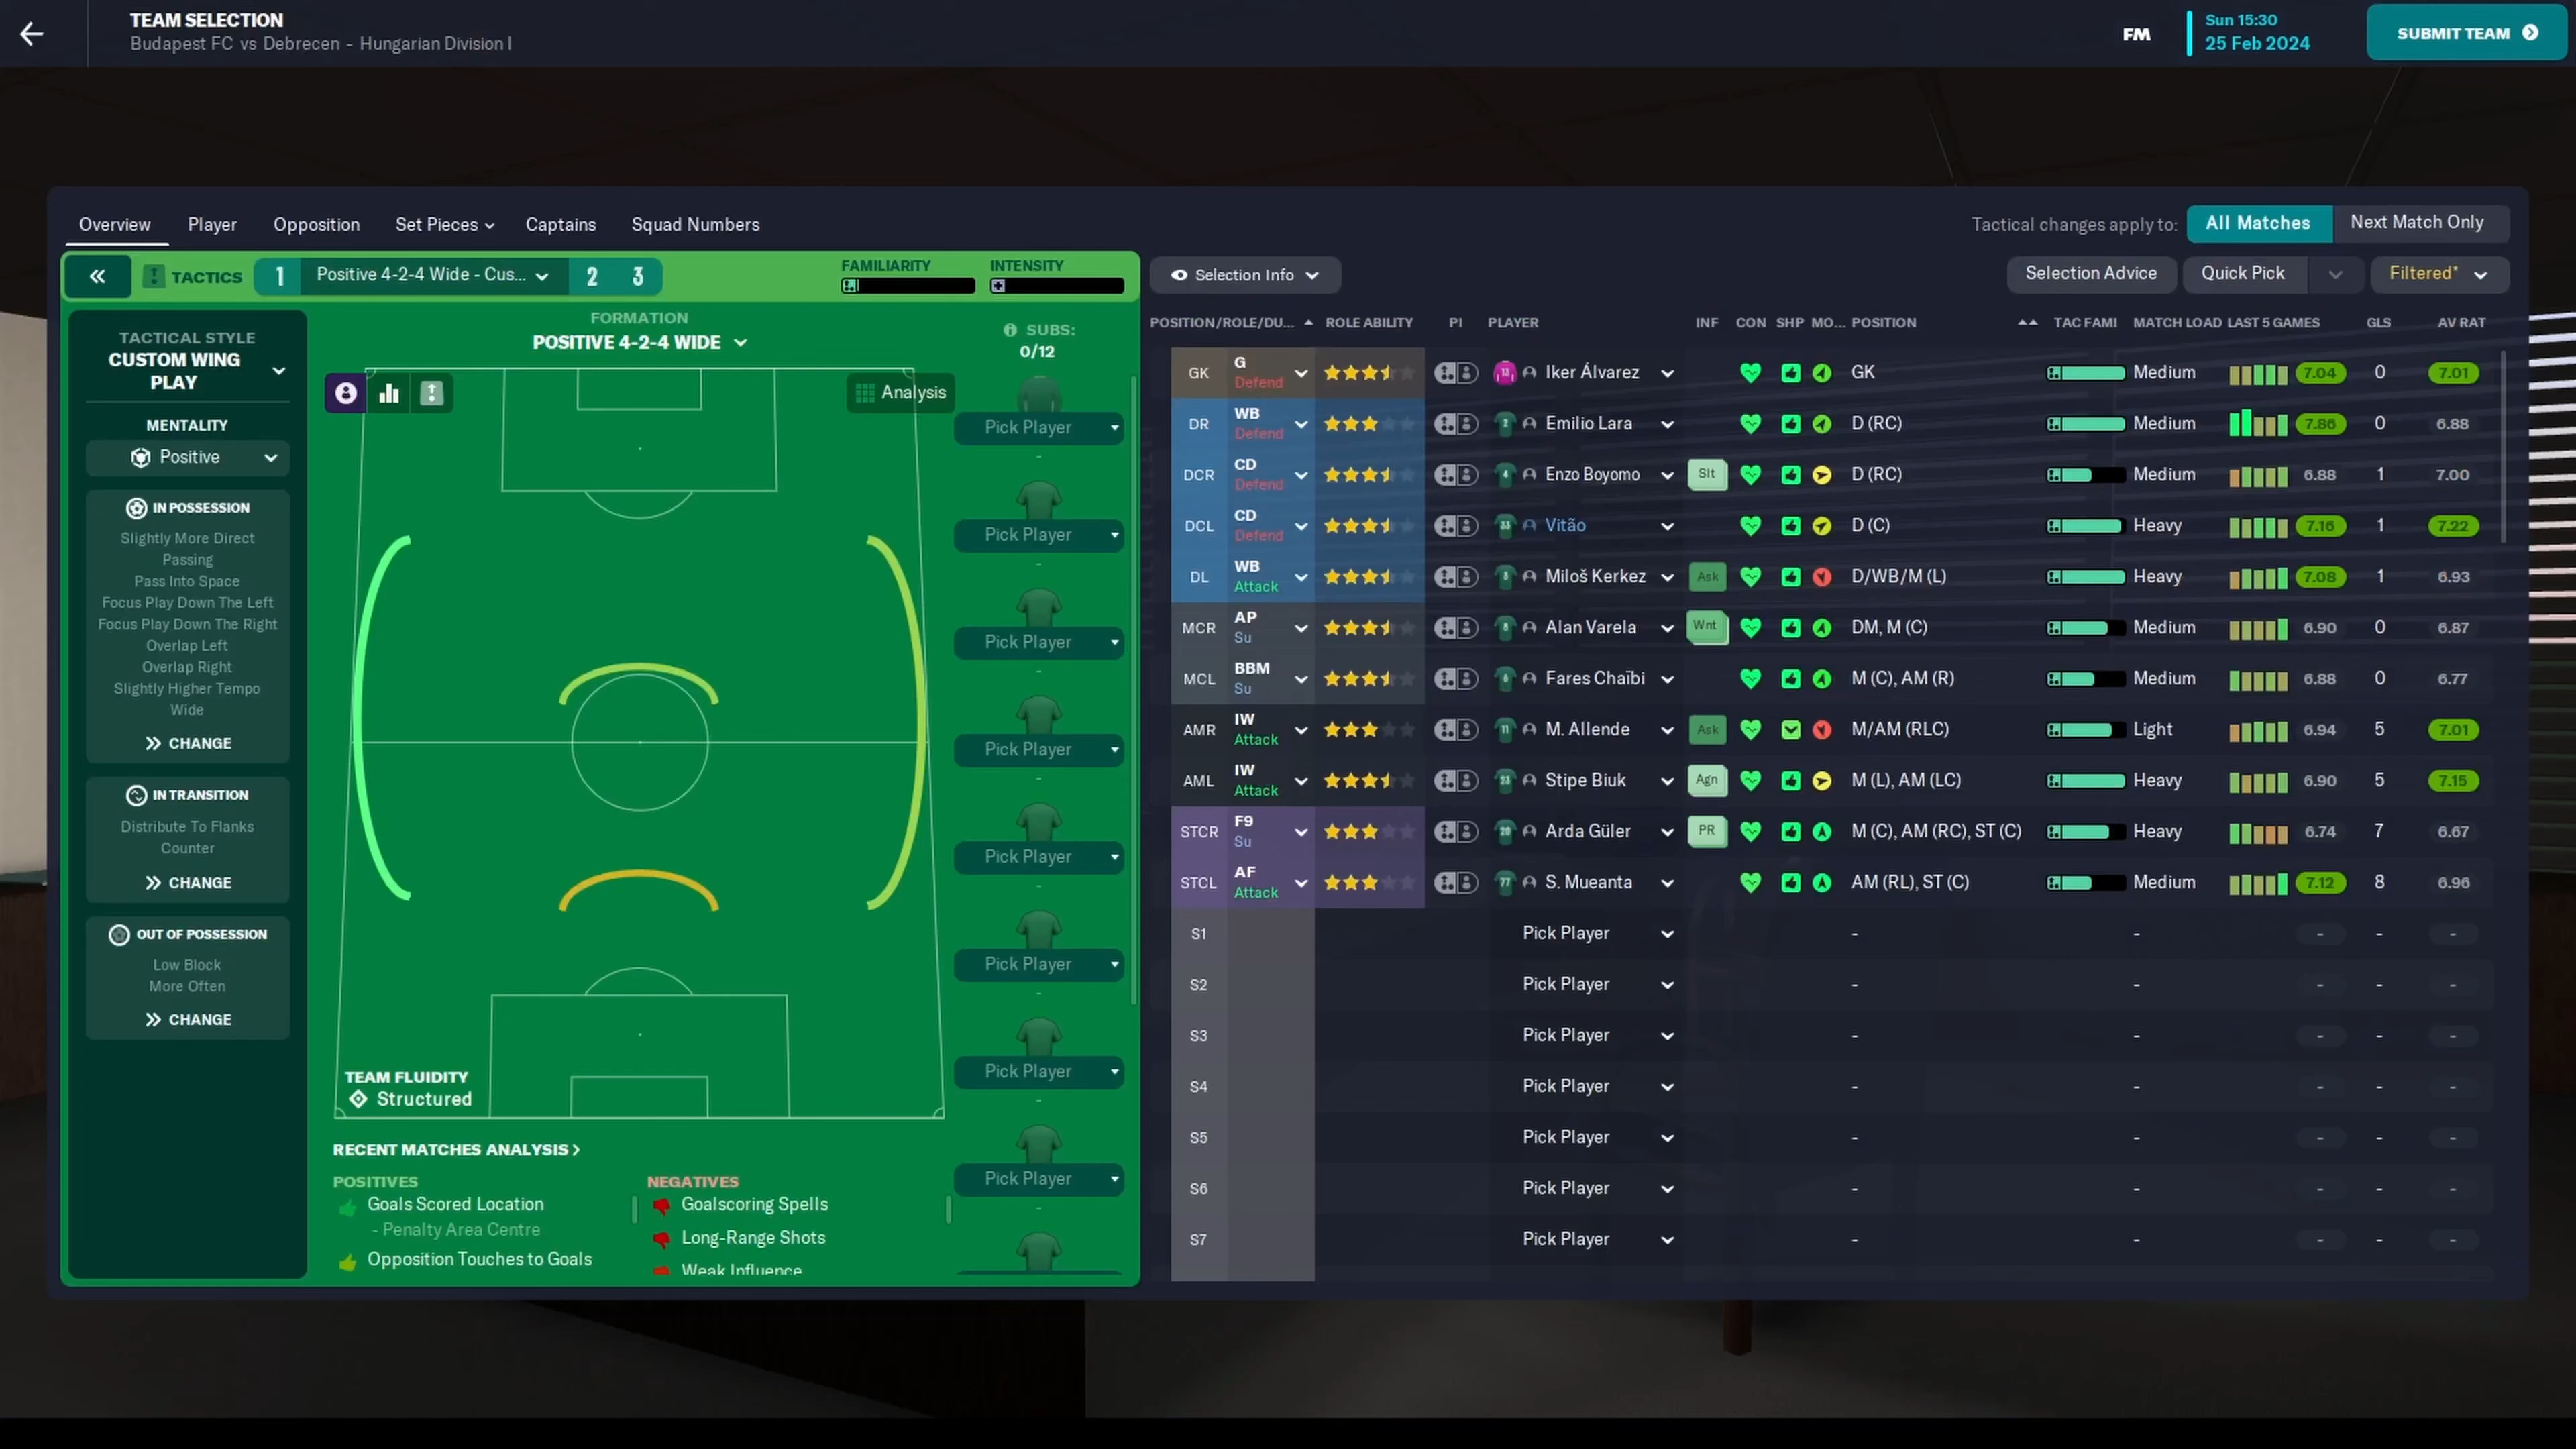 TEAM SELECTION
Budapest FC vs Debrecen - Hungarian Division I
FM
Sun 15:30
25 Feb 2024
SUBMIT TEAM
Overview
Player
Opposition
Set Pieces
Captains
Squad Numbers
Tactical changes apply to:
All Matches
Next Match Only
TACTICS
1
Positive 4-2-4 Wide - Cus...
2
3
FAMILIARITY
INTENSITY
Selection Info
Selection Advice
Quick Pick
Filtered*
TACTICAL STYLE
CUSTOM WING
PLAY
MENTALITY
Positive
IN POSSESSION
Slightly More Direct
Passing
Pass Into Space
Focus Play Down The Left
Focus Play Down The Right
Overlap Left
Overlap Right
Slightly Higher Tempo
Wide
CHANGE
IN TRANSITION
Distribute To Flanks
Counter
CHANGE
OUT OF POSSESSION
Low Block
More Often
CHANGE
FORMATION
POSITIVE 4-2-4 WIDE
Analysis
TEAM FLUIDITY
Structured
RECENT MATCHES ANALYSIS >
POSITIVES
Goals Scored Location
- Penalty Area Centre
Opposition Touches to Goals
NEGATIVES
Goalscoring Spells
Long-Range Shots
Weak Influence
SUBS:
0/12
Pick Player
-
Pick Player
-
Pick Player
-
Pick Player
-
Pick Player
-
Pick Player
-
Pick Player
-
Pick Player
-
POSITION/ROLE/DU... ROLE ABILITY PI PLAYER INF CON SHP MO... POSITION TAC FAMI MATCH LOAD LAST 5 GAMES GLS AV RAT
GK G Defend 13 Iker Álvarez GK Medium 7.04 0 7.01
DR WB Defend 2 Emilio Lara D (RC) Medium 7.86 0 6.88
DCR CD Defend 4 Enzo Boyomo Slt D (RC) Medium 6.88 1 7.00
DCL CD Defend 33 Vitão D (C) Heavy 7.16 1 7.22
DL WB Attack Miloš Kerkez Ask D/WB/M (L) Heavy 7.08 1 6.93
MCR AP Su Alan Varela Wnt DM, M (C) Medium 6.90 0 6.87
MCL BBM Su Fares Chaïbi M (C), AM (R) Medium 6.88 0 6.77
AMR IW Attack 11 M. Allende Ask M/AM (RLC) Light 6.94 5 7.01
AML IW Attack 23 Stipe Biuk Agn M (L), AM (LC) Heavy 6.90 5 7.15
STCR F9 Su 20 Arda Güler PR M (C), AM (RC), ST (C) Heavy 6.74 7 6.67
STCL AF Attack 77 S. Mueanta AM (RL), ST (C) Medium 7.12 8 6.96
S1 Pick Player - - - - -
S2 Pick Player - - - - -
S3 Pick Player - - - - -
S4 Pick Player - - - - -
S5 Pick Player - - - - -
S6 Pick Player - - - - -
S7 Pick Player - - - - -